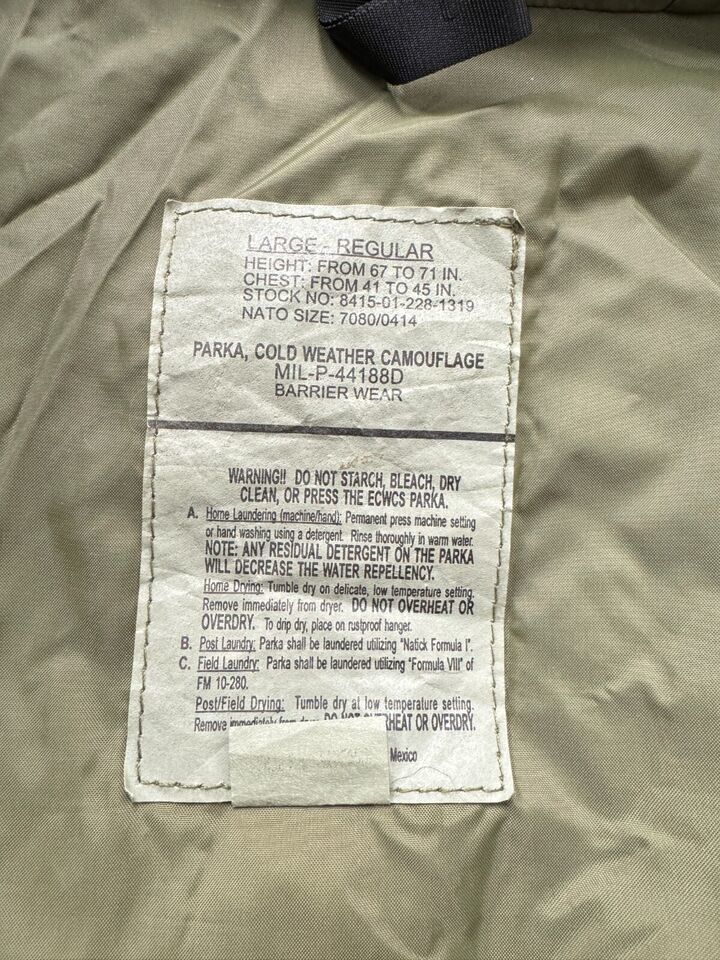 LARGE - REGULAR
HEIGHT: FROM 67 TO 71 IN.
CHEST: FROM 41 TO 45 IN.
STOCK NO: 8415-01-228-1319
NATO SIZE: 7080/0414
PARKA, COLD WEATHER CAMOUFLAGE
MIL-P-44188D
BARRIER WEAR
WARNING!! DO NOT STARCH, BLEACH, DRY
CLEAN, OR PRESS THE ECWCS PARKA.
A. Home Laundering (machine/hand): Permanent press machine setting
or hand washing using a detergent. Rinse thoroughly in warm water.
NOTE: ANY RESIDUAL DETERGENT ON THE PARKA
WILL DECREASE THE WATER REPELLENCY.
Home Drying: Tumble dry on delicate, low temperature setting.
Remove immediately from dryer. DO NOT OVERHEAT OR
OVERDRY. To drip dry, place on rustproof hanger.
B. Post Laundry: Parka shall be laundered utilizing "Natick Formula I".
C. Field Laundry: Parka shall be laundered utilizing "Formula VIII" of
FM 10-280.
Post/Field Drying: Tumble dry at low temperature setting.
Remove immediately from DO NOT OVERHEAT OR OVERDRY.
Mexico